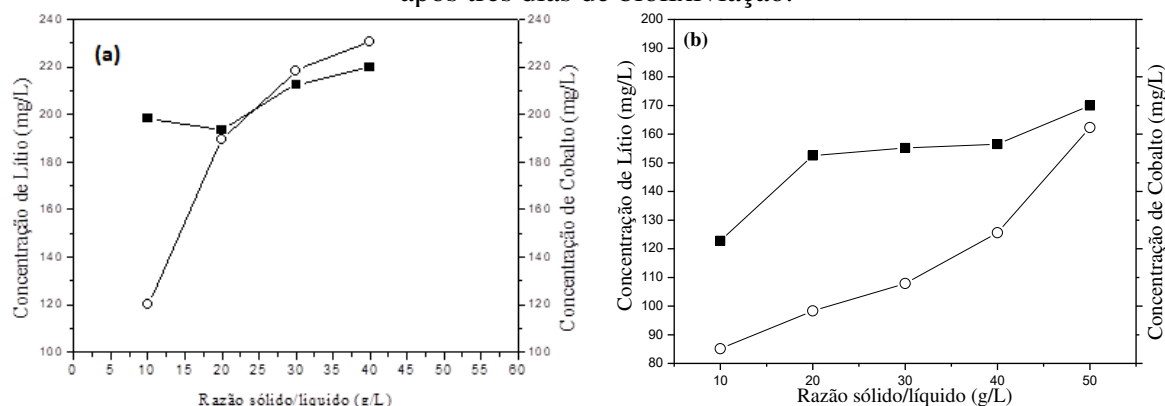 após três dias de biolixiviação.
(a)
Concentração de Lítio (mg/L)
240
220
200
180
160
140
120
100
0 5 10 15 20 25 30 35 40 45 50 55 60
Razão sólido/líquido (g/L)
240
220
200
180
160
140
120
100
Concentração de Cobalto (mg/L)
(b)
Concentração de Lítio (mg/L)
200
190
180
170
160
150
140
130
120
110
100
90
80
10 20 30 40 50
Razão sólido/líquido (g/L)
Concentração de Cobalto (mg/L)